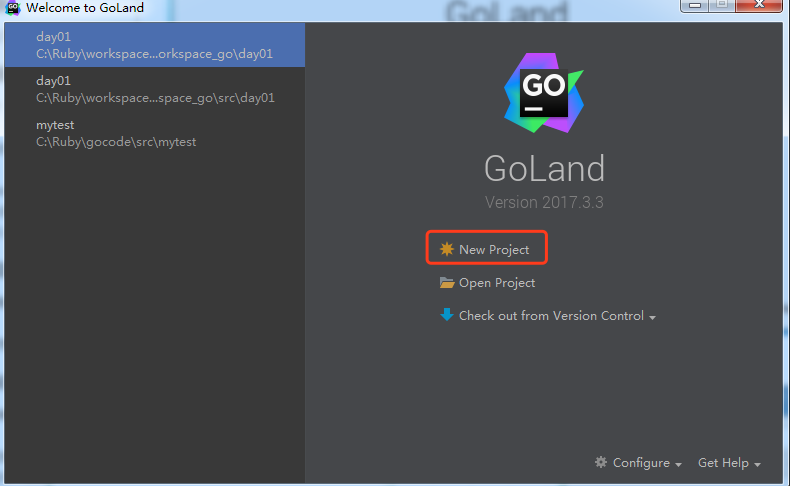 Welcome to GoLand
day01
C:\Ruby\workspace...orkspace_go\day01
day01
C:\Ruby\workspace...space_go\src\day01
mytest
C:\Ruby\gocode\src\mytest
GoLand
GO
GoLand
Version 2017.3.3
New Project
Open Project
Check out from Version Control
Configure
Get Help